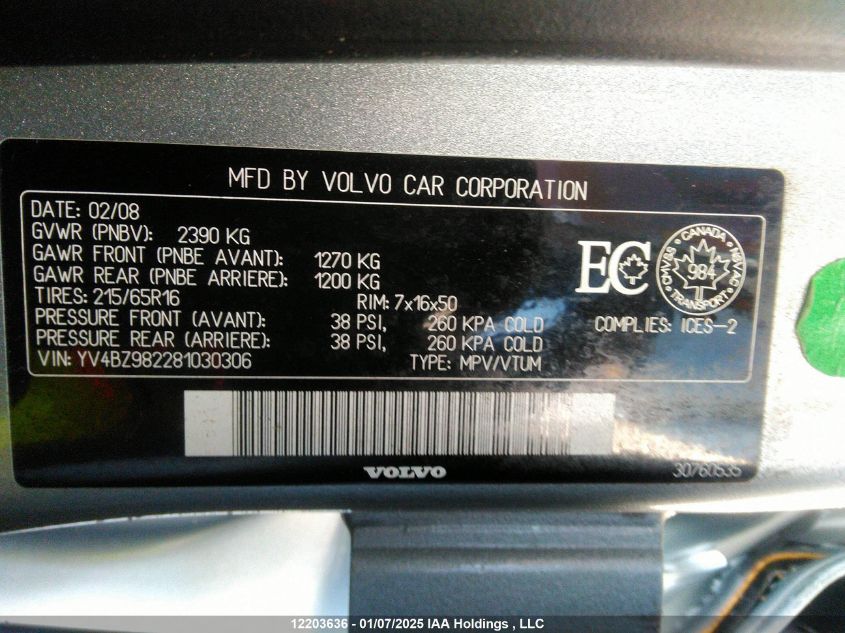 MFD BY VOLVO CAR CORPORATION
DATE: 02/08
GVWR (PNBV): 2390 KG
GAWR FRONT (PNBE AVANT): 1270 KG
GAWR REAR (PNBE ARRIERE): 1200 KG
TIRES: 215/65R16 RIM: 7x16x50
PRESSURE FRONT (AVANT): 38 PSI, 260 KPA COLD
PRESSURE REAR (ARRIERE): 38 PSI, 260 KPA COLD
VIN: YV4BZ982281030306 TYPE: MPV/VTUM
EC
CANADA
984
TRANSPORT
COMPLIES: ICES-2
VOLVO
30760535
12203636 - 01/07/2025 IAA Holdings , LLC